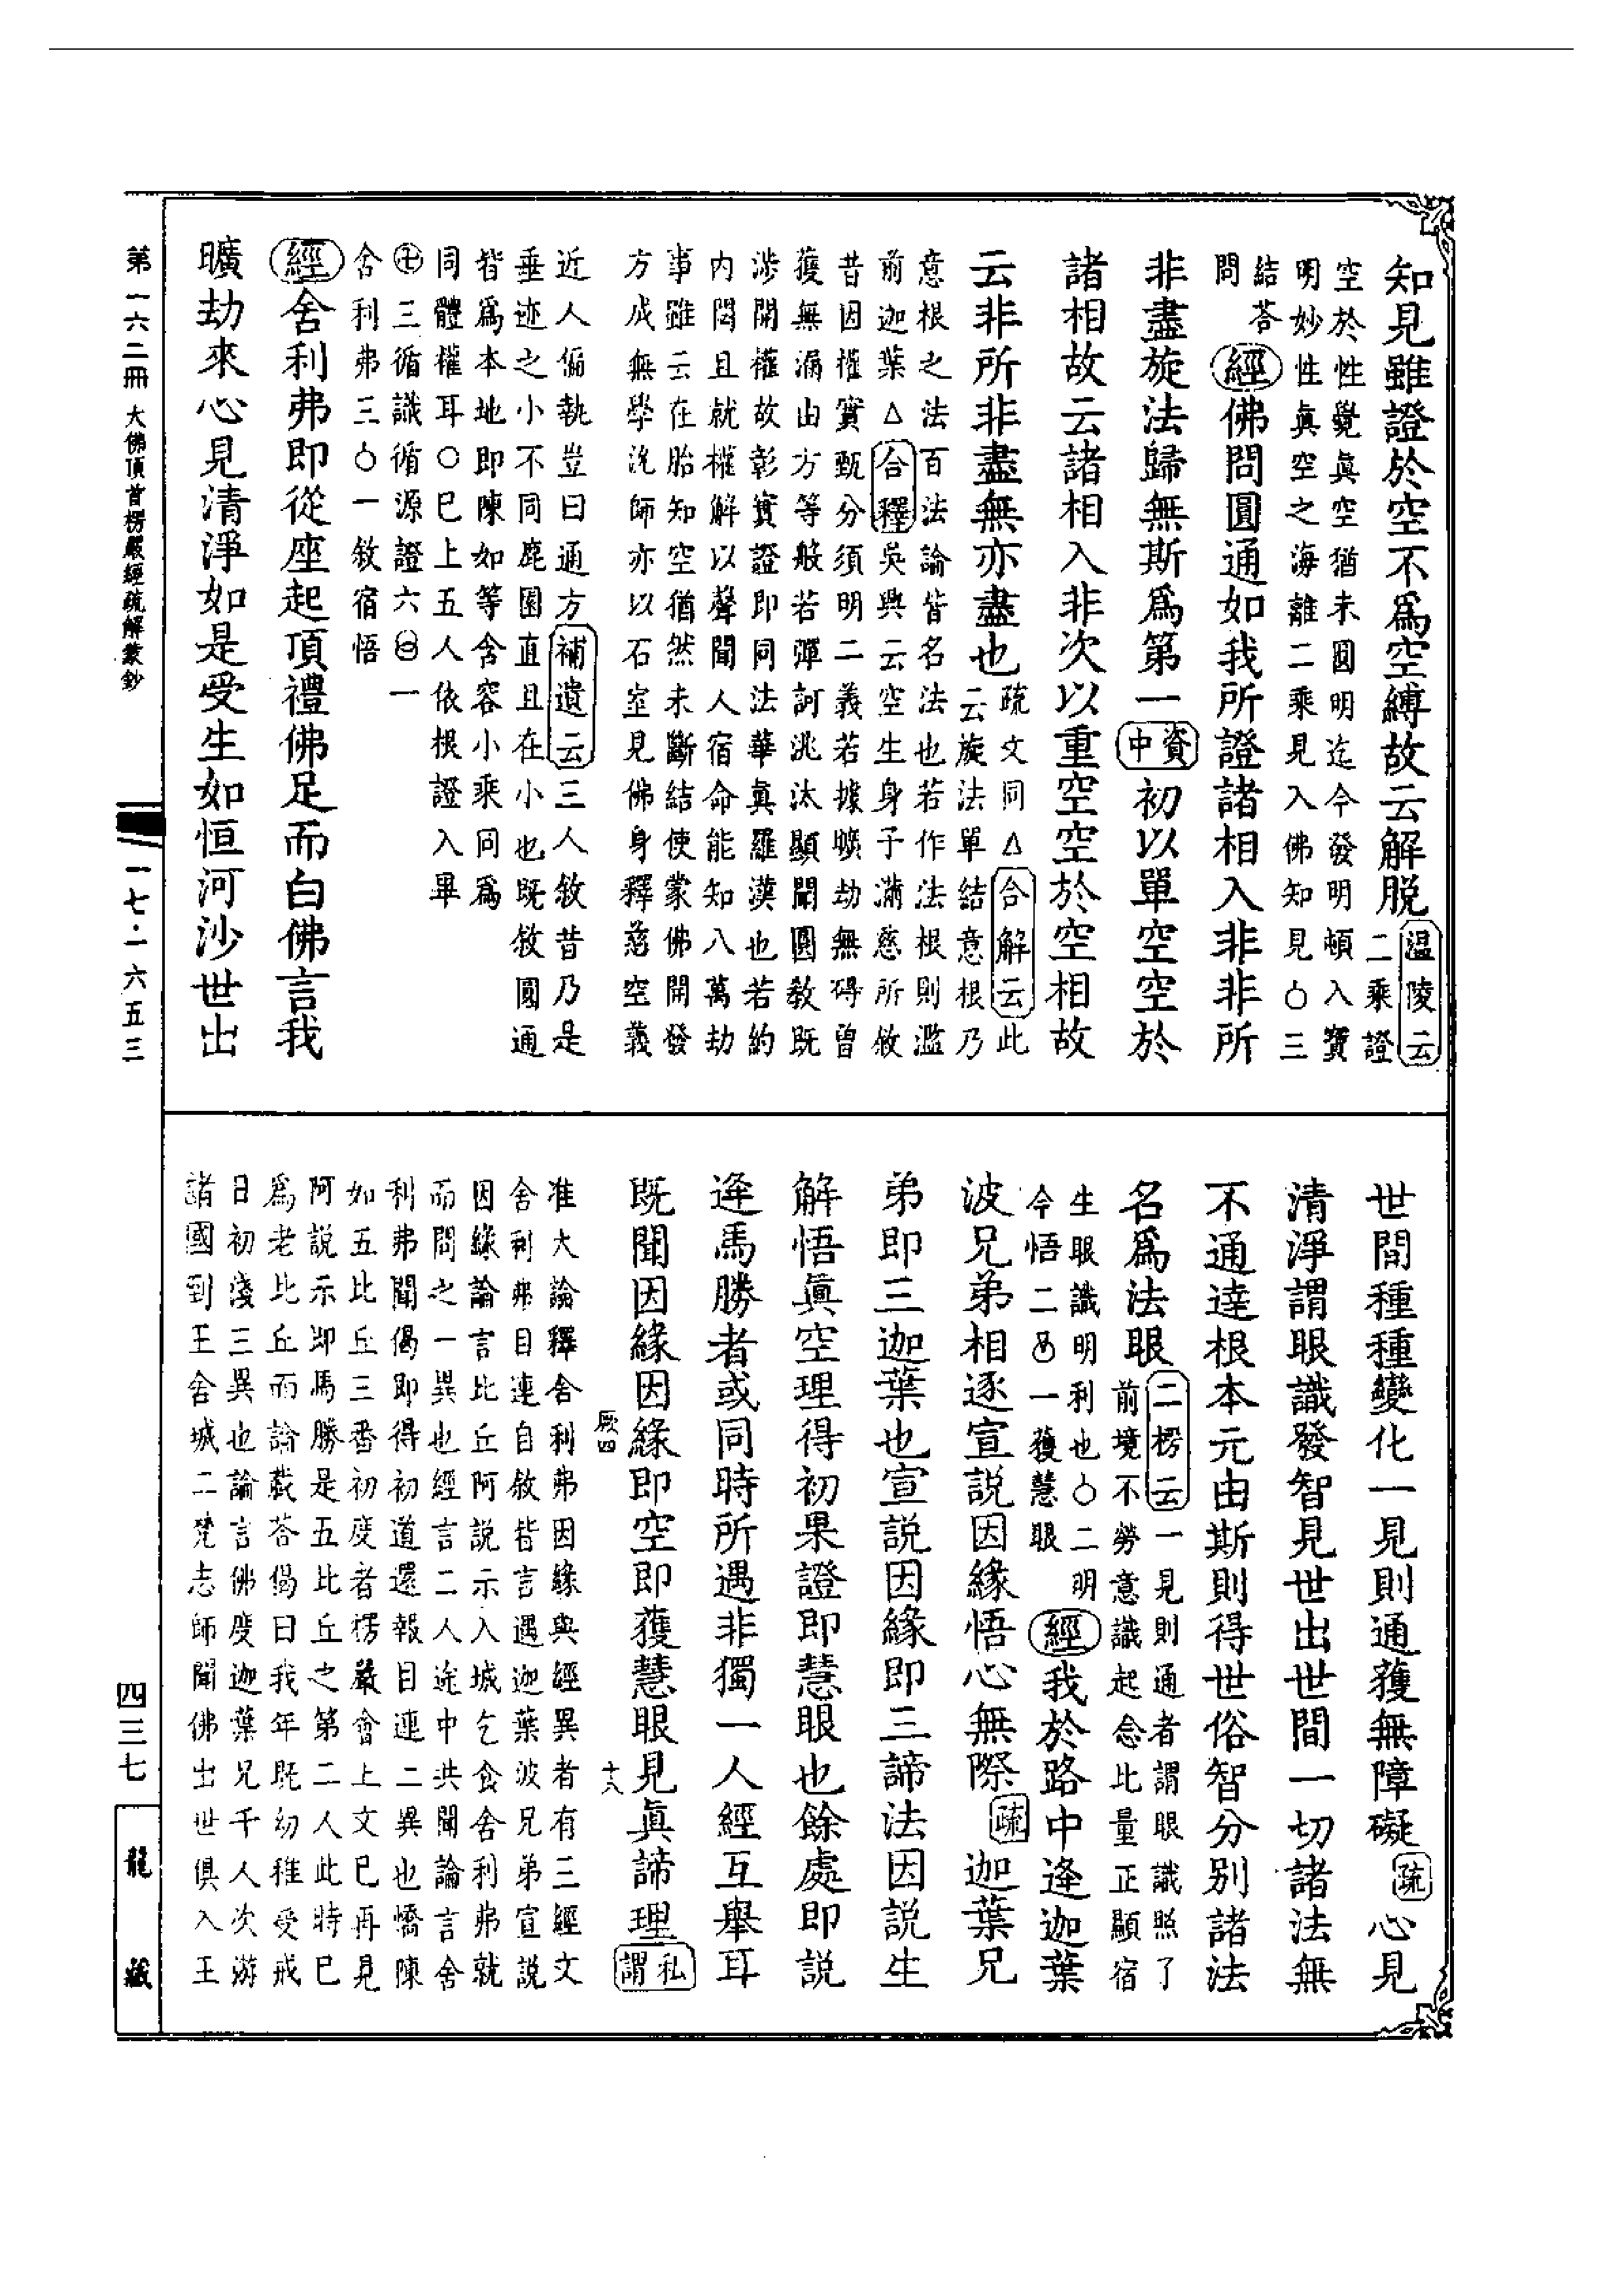 知見雖證於空不爲空縛故云解脱溫陵云二乘證
空於性覺眞空猶未圓明迄今發明頓入寶
明妙性眞空之海離二乘見入佛知見○三
結答
問
經佛問圓通如我所證諸相入非非所
非盡旋法歸無斯爲第一資中初以單空空於
諸相故云諸相入非次以重空空於空相故
云非所非盡無亦盡也疏文同△合解云此
云旋法單結意根乃
意根之法百法論皆名法也若作法根則濫
前迦葉△合釋吳興云空生身子滿慈所敘
昔因權實甄分須明二義若據曠劫無碍曾
獲無漏由方等般若彈訶洮汰顯聞圓教既
涉開權故彰實證即同法華眞羅漢也若約
内閟且就權解以聲聞人宿命能知八萬劫
事雖云在胎知空猶然未斷結使蒙佛開發
方成無學沇師亦以石室見佛身釋慈空義
近人偏執豈曰通方補遺云三人敘昔乃是
垂迹之小不同鹿園直且在小也既敘圓通
皆爲本地即陳如等含容小乘同爲
同體權耳○巳上五人依根證入畢
卍三循識循源證六㊀一
舍利弗三○一敘宿悟
經舍利弗即從座起頂禮佛足而白佛言我
曠劫來心見清淨如是受生如恒河沙世出
第一六二冊 大佛頂首楞嚴經疏解蒙鈔
一七·一六五三
世間種種變化一見則通獲無障礙疏心見
清淨謂眼識發智見世出世間一切諸法無
不通達根本元由斯則得世俗智分別諸法
名爲法眼二楞云一見則通者謂眼識照了
前境不勞意識起念比量正顯宿
生眼識明利也○二明
今悟二一獲慧眼
經我於路中逢迦葉
波兄弟相逐宣說因緣悟心無際疏迦葉兄
弟即三迦葉也宣說因緣即三諦法因説生
解悟眞空理得初果證即慧眼也餘處即説
逢馬勝者或同時所遇非獨一人經互舉耳
既聞因緣因緣即空即獲慧眼見眞諦理私謂
厥四
十八
准大論釋舍利弗因緣與經異者有三經文
舍利弗目連自敘皆言遇迦葉波兄弟宣説
因緣論言比丘阿説示入城乞食舍利弗就
而問之一異也經言二人途中共聞論言舍
利弗聞偈即得初道還報目連二異也憍陳
如五比丘三番初度者楞嚴會上文巳再見
阿説示即馬勝是五比丘之第二人此時巳
爲老比丘而論載答偈曰我年既幼稚受戒
日初淺三異也論言佛度迦葉兄千人次游
諸國到王舍城二梵志師聞佛出世俱入王
四三七
龍藏